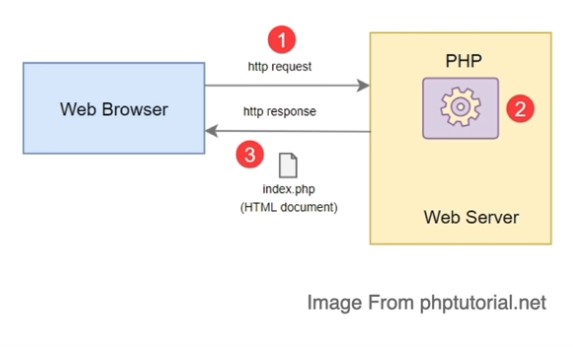 1
http request
PHP
Web Browser
http response
2
3
index.php
(HTML document)
Web Server
Image From phptutorial.net